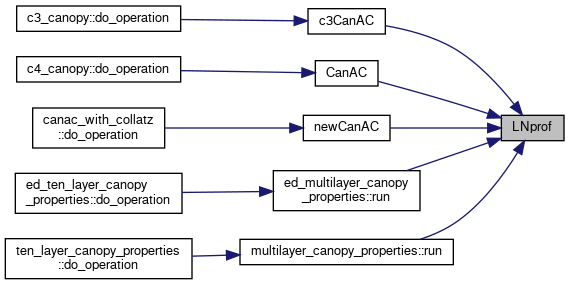 c3_canopy::do_operation
c3CanAC
c4_canopy::do_operation
CanAC
canac_with_collatz
::do_operation
newCanAC
LNprof
ed_ten_layer_canopy
_properties::do_operation
ed_multilayer_canopy
_properties::run
ten_layer_canopy_properties
::do_operation
multilayer_canopy_properties::run